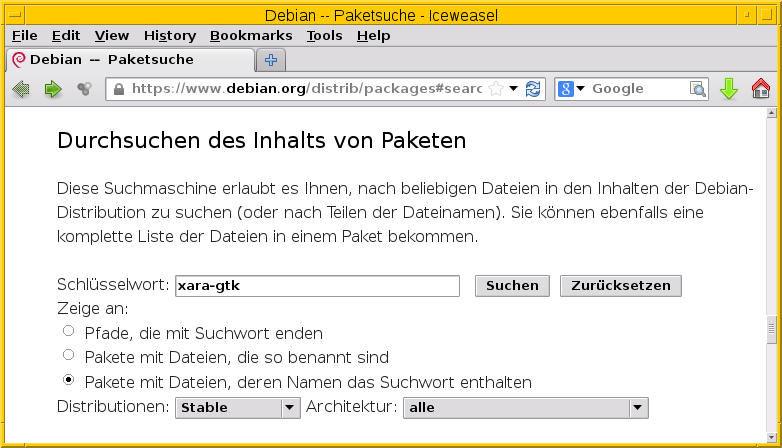 Debian -- Paketsuche - Iceweasel
File Edit View History Bookmarks Tools Help
Debian -- Paketsuche
https://www.debian.org/distrib/packages#searc Google
Durchsuchen des Inhalts von Paketen
Diese Suchmaschine erlaubt es Ihnen, nach beliebigen Dateien in den Inhalten der Debian-
Distribution zu suchen (oder nach Teilen der Dateinamen). Sie können ebenfalls eine
komplette Liste der Dateien in einem Paket bekommen.
Schlüsselwort: xara-gtk Suchen Zurücksetzen
Zeige an:
Pfade, die mit Suchwort enden
Pakete mit Dateien, die so benannt sind
Pakete mit Dateien, deren Namen das Suchwort enthalten
Distributionen: Stable Architektur: alle